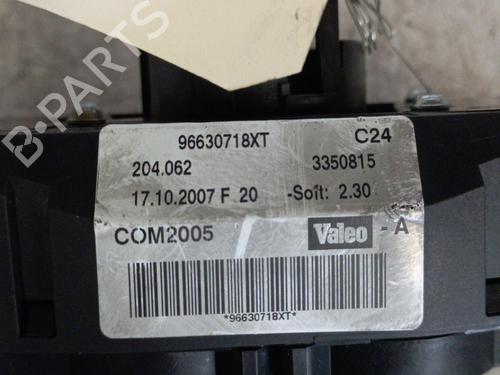 96630718XT C24
204.062 3350815
17.10.2007 F 20 -Soft: 2.30
COM2005 Valeo - A
*96630718XT*
B-PARTS